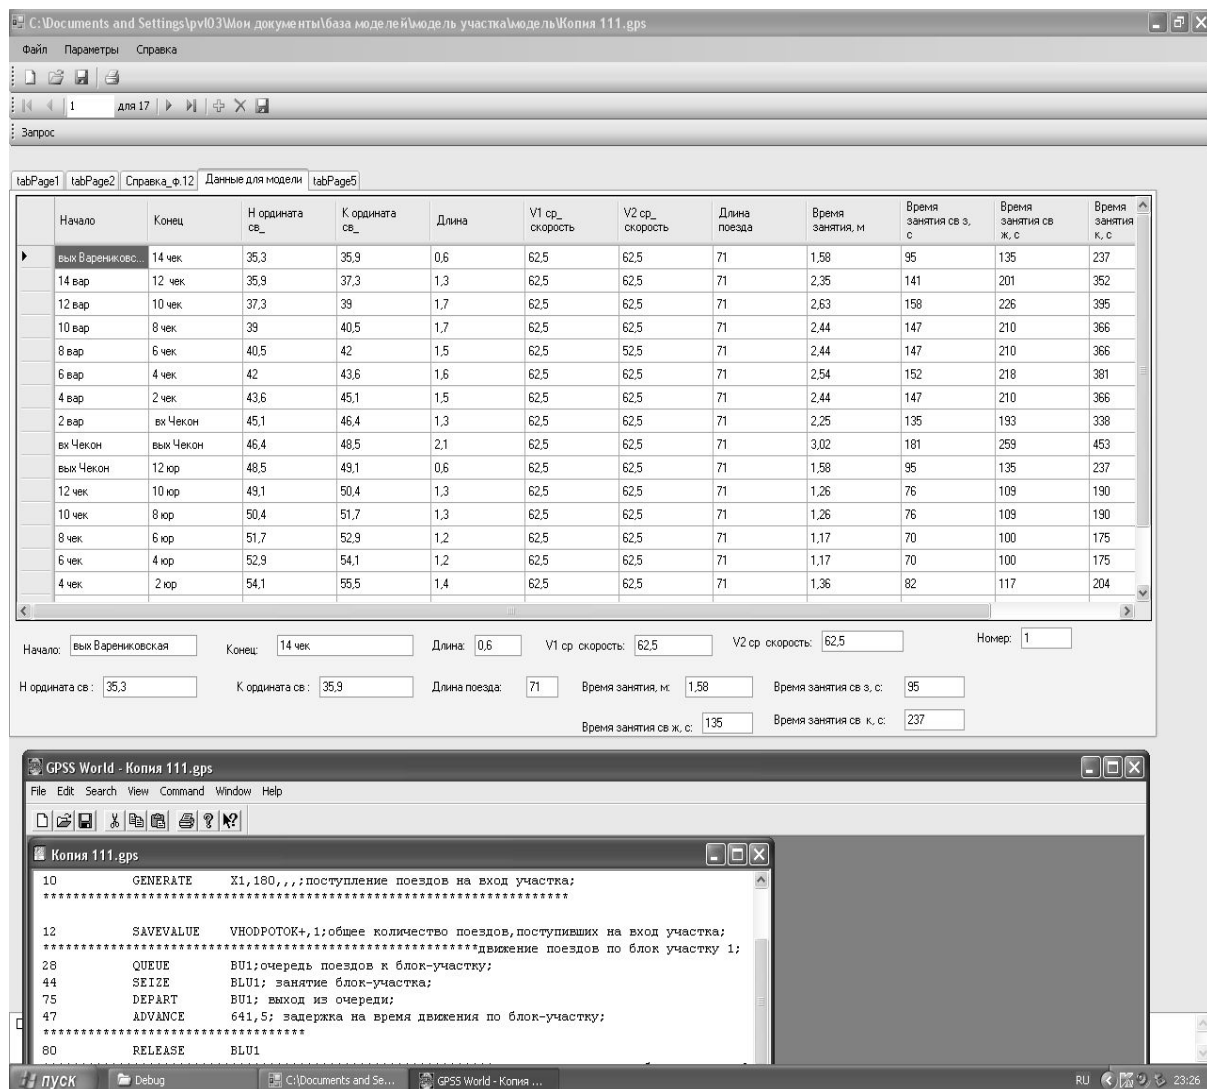 C:\Documents and Settings\pvl03\Мои документы\база моделей\модель участка\модель\Копия 111.gps
Файл Параметры Справка
1 для 17
Запрос
tabPage1 tabPage2 Справка_ф.12 Данные для модели tabPage5
Начало Конец Н ордината св_ К ордината св_ Длина V1 ср_ скорость V2 ср_ скорость Длина поезда Время занятия, м Время занятия св з, с Время занятия св ж, с Время занятия к, с
вых Варениковс... 14 чек 35,3 35,9 0,6 62,5 62,5 71 1,58 95 135 237
14 вар 12 чек 35,9 37,3 1,3 62,5 62,5 71 2,35 141 201 352
12 вар 10 чек 37,3 39 1,7 62,5 62,5 71 2,63 158 226 395
10 вар 8 чек 39 40,5 1,7 62,5 62,5 71 2,44 147 210 366
8 вар 6 чек 40,5 42 1,5 62,5 52,5 71 2,44 147 210 366
6 вар 4 чек 42 43,6 1,6 62,5 62,5 71 2,54 152 218 381
4 вар 2 чек 43,6 45,1 1,5 62,5 62,5 71 2,44 147 210 366
2 вар вх Чекон 45,1 46,4 1,3 62,5 62,5 71 2,25 135 193 338
вх Чекон вых Чекон 46,4 48,5 2,1 62,5 62,5 71 3,02 181 259 453
вых Чекон 12 юр 48,5 49,1 0,6 62,5 62,5 71 1,58 95 135 237
12 чек 10 юр 49,1 50,4 1,3 62,5 62,5 71 1,26 76 109 190
10 чек 8 юр 50,4 51,7 1,3 62,5 62,5 71 1,26 76 109 190
8 чек 6 юр 51,7 52,9 1,2 62,5 62,5 71 1,17 70 100 175
6 чек 4 юр 52,9 54,1 1,2 62,5 62,5 71 1,17 70 100 175
4 чек 2 юр 54,1 55,5 1,4 62,5 62,5 71 1,36 82 117 204
Начало: вых Варениковская Конец: 14 чек Длина: 0,6 V1 ср скорость: 62,5 V2 ср скорость: 62,5 Номер: 1
Н ордината св : 35,3 К ордината св : 35,9 Длина поезда: 71 Время занятия, м: 1,58 Время занятия св з, с: 95
Время занятия св ж, с: 135 Время занятия св к, с: 237
GPSS World - Копия 111.gps
File Edit Search View Command Window Help
Копия 111.gps
10 GENERATE X1,180,,,;поступление поездов на вход участка;
***********************************************************************
12 SAVEVALUE VHODPOTOK+,1;общее количество поездов,поступивших на вход участка;
***********************************************************движение поездов по блок участку 1;
28 QUEUE BU1;очередь поездов к блок-участку;
44 SEIZE BLU1; занятие блок-участка;
75 DEPART BU1; выход из очереди;
47 ADVANCE 641,5; задержка на время движения по блок-участку;
***********************************
80 RELEASE BLU1
пуск Debug C:\Documents and Se... GPSS World - Копия ... RU 23:26